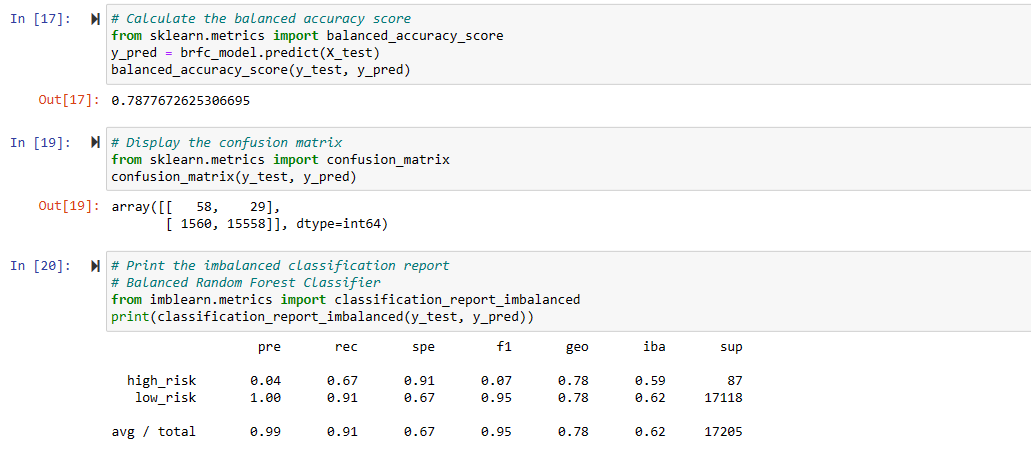 In [17]: # Calculate the balanced accuracy score
from sklearn.metrics import balanced_accuracy_score
y_pred = brfc_model.predict(X_test)
balanced_accuracy_score(y_test, y_pred)
Out[17]: 0.7877672625306695
In [19]: # Display the confusion matrix
from sklearn.metrics import confusion_matrix
confusion_matrix(y_test, y_pred)
Out[19]: array([[   58,    29],
[ 1560, 15558]], dtype=int64)
In [20]: # Print the imbalanced classification report
# Balanced Random Forest Classifier
from imblearn.metrics import classification_report_imbalanced
print(classification_report_imbalanced(y_test, y_pred))
pre rec spe f1 geo iba sup
high_risk 0.04 0.67 0.91 0.07 0.78 0.59 87
low_risk 1.00 0.91 0.67 0.95 0.78 0.62 17118
avg / total 0.99 0.91 0.67 0.95 0.78 0.62 17205